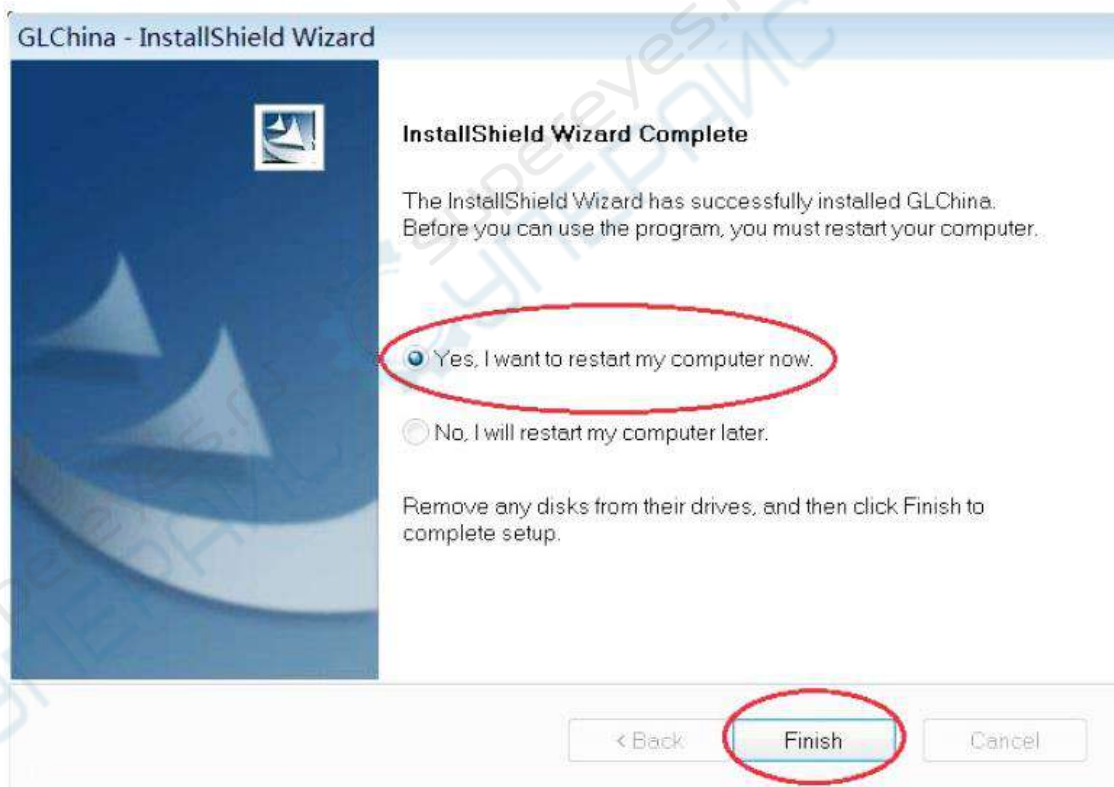 GLChina - InstallShield Wizard
InstallShield Wizard Complete
The InstallShield Wizard has successfully installed GLChina.
Before you can use the program, you must restart your computer.
Yes, I want to restart my computer now.
No, I will restart my computer later.
Remove any disks from their drives, and then click Finish to
complete setup.
< Back
Finish
Cancel